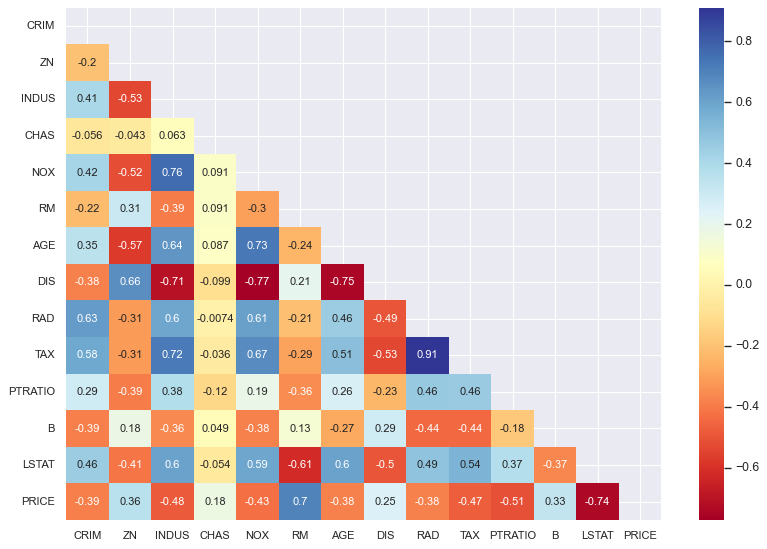 CRIM
0.8
ZN -0.2
INDUS 0.41 -0.53
0.6
CHAS -0.056 -0.043 0.063
NOX 0.42 -0.52 0.76 0.091
0.4
RM -0.22 0.31 -0.39 0.091 -0.3
0.2
AGE 0.35 -0.57 0.64 0.087 0.73 -0.24
DIS -0.38 0.66 -0.71 -0.099 -0.77 0.21 -0.75
0.0
RAD 0.63 -0.31 0.6 -0.0074 0.61 -0.21 0.46 -0.49
−0.2
TAX 0.58 -0.31 0.72 -0.036 0.67 -0.29 0.51 -0.53 0.91
PTRATIO 0.29 -0.39 0.38 -0.12 0.19 -0.36 0.26 -0.23 0.46 0.46
−0.4
B -0.39 0.18 -0.36 0.049 -0.38 0.13 -0.27 0.29 -0.44 -0.44 -0.18
LSTAT 0.46 -0.41 0.6 -0.054 0.59 -0.61 0.6 -0.5 0.49 0.54 0.37 -0.37
−0.6
PRICE -0.39 0.36 -0.48 0.18 -0.43 0.7 -0.38 0.25 -0.38 -0.47 -0.51 0.33 -0.74
CRIM ZN INDUS CHAS NOX RM AGE DIS RAD TAX PTRATIO B LSTAT PRICE